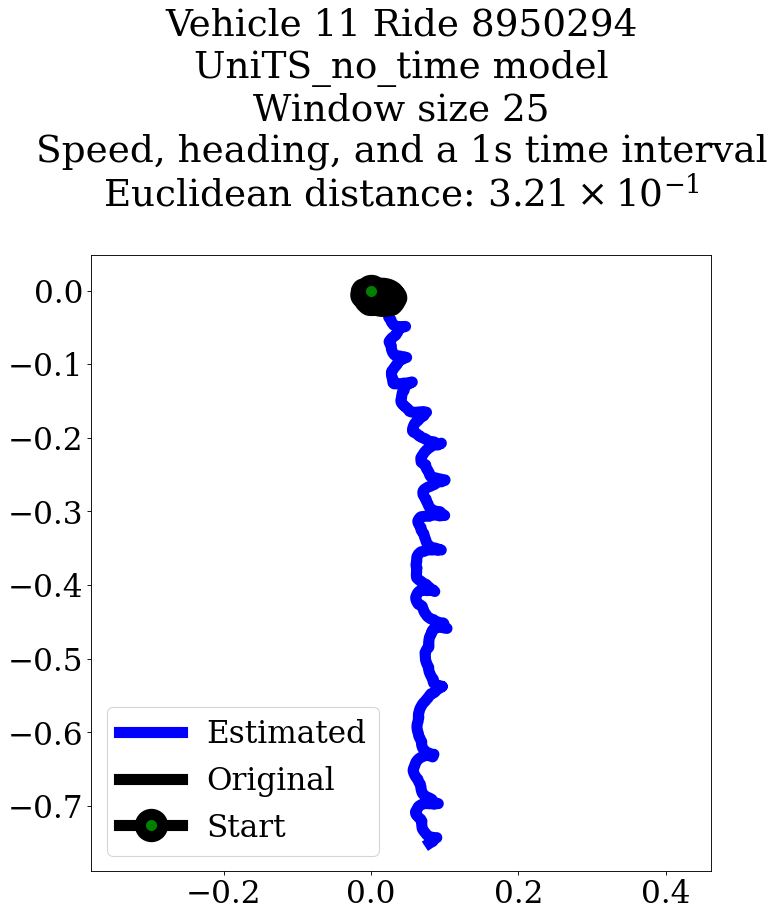 Vehicle 11 Ride 8950294
UniTS_no_time model
Window size 25
Speed, heading, and a 1s time interval
Euclidean distance: 3.21 × 10⁻¹
0.0
−0.1
−0.2
−0.3
−0.4
−0.5
−0.6
−0.7
Estimated
Original
Start
−0.2
0.0
0.2
0.4